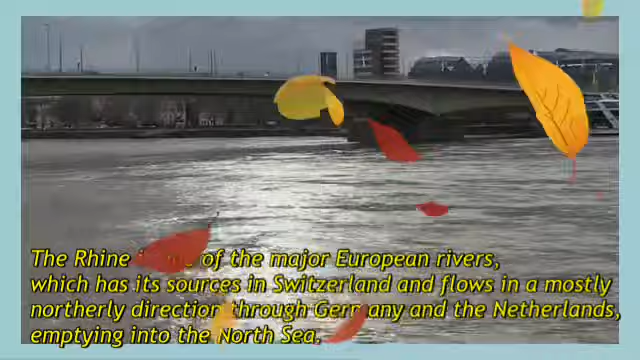 The Rhine of the major European rivers,
which has its sources in Switzerland and flows in a mostly
northerly direction through Germany and the Netherlands,
emptying into the North Sea.